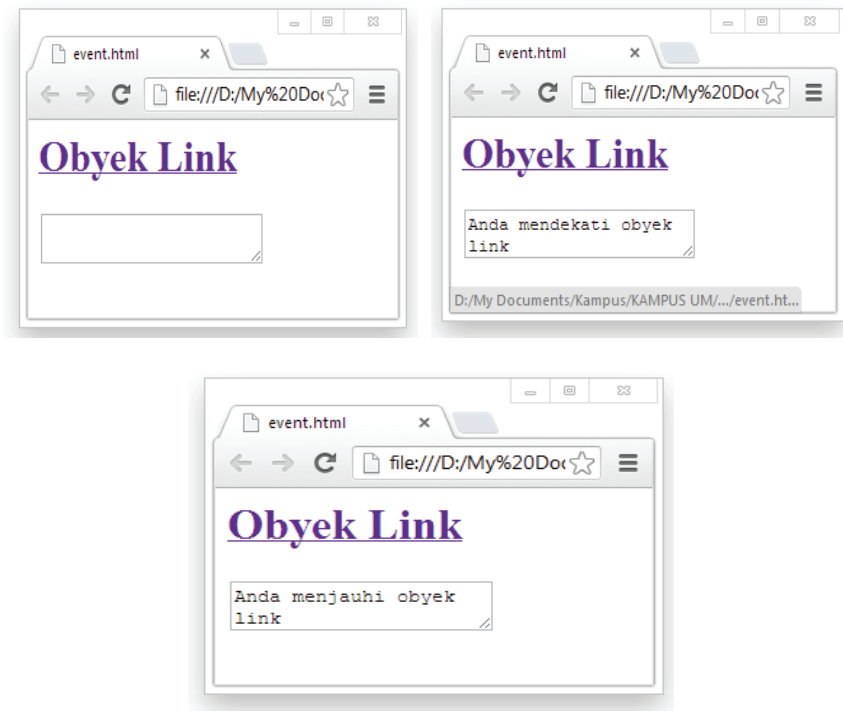 event.html
file:///D:/My%20Doc
Obyek Link
event.html
file:///D:/My%20Doc
Obyek Link
Anda mendekati obyek
link
D:/My Documents/Kampus/KAMPUS UM/.../event.ht...
event.html
file:///D:/My%20Doc
Obyek Link
Anda menjauhi obyek
link